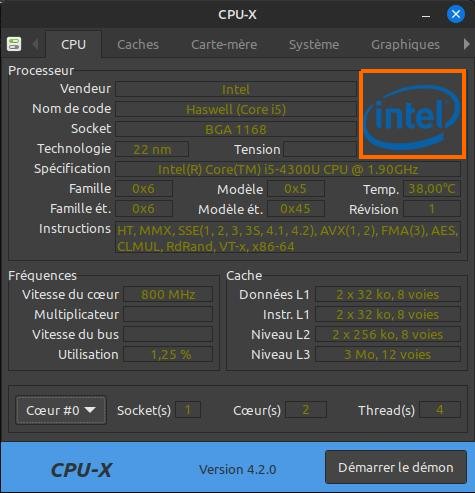 CPU-X
CPU Caches Carte-mère Système Graphiques
Processeur
Vendeur Intel
Nom de code Haswell (Core i5)
Socket BGA 1168
Technologie 22 nm Tension
intel
Spécification Intel(R) Core(TM) i5-4300U CPU @ 1.90GHz
Famille 0x6 Modèle 0x5 Temp. 38,00°C
Famille ét. 0x6 Modèle ét. 0x45 Révision 1
Instructions HT, MMX, SSE(1, 2, 3, 3S, 4.1, 4.2), AVX(1, 2), FMA(3), AES,
CLMUL, RdRand, VT-x, x86-64
Fréquences
Vitesse du cœur 800 MHz
Multiplicateur
Vitesse du bus
Utilisation 1,25 %
Cache
Données L1 2 x 32 ko, 8 voies
Instr. L1 2 x 32 ko, 8 voies
Niveau L2 2 x 256 ko, 8 voies
Niveau L3 3 Mo, 12 voies
Cœur #0 Socket(s) 1 Cœur(s) 2 Thread(s) 4
CPU-X Version 4.2.0 Démarrer le démon